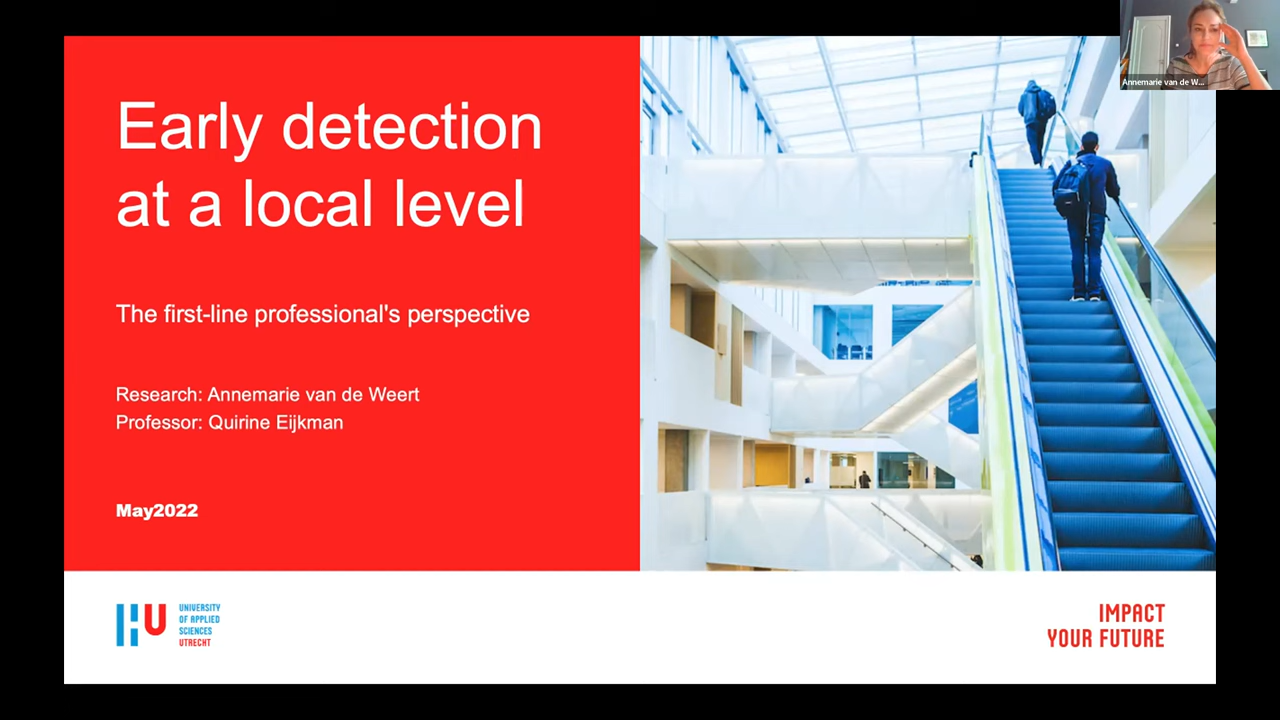 Annemarie van de W...
Early detection
at a local level
The first-line professional's perspective
Research: Annemarie van de Weert
Professor: Quirine Eijkman
May2022
HU
UNIVERSITY
OF APPLIED
SCIENCES
UTRECHT
IMPACT
YOUR FUTURE